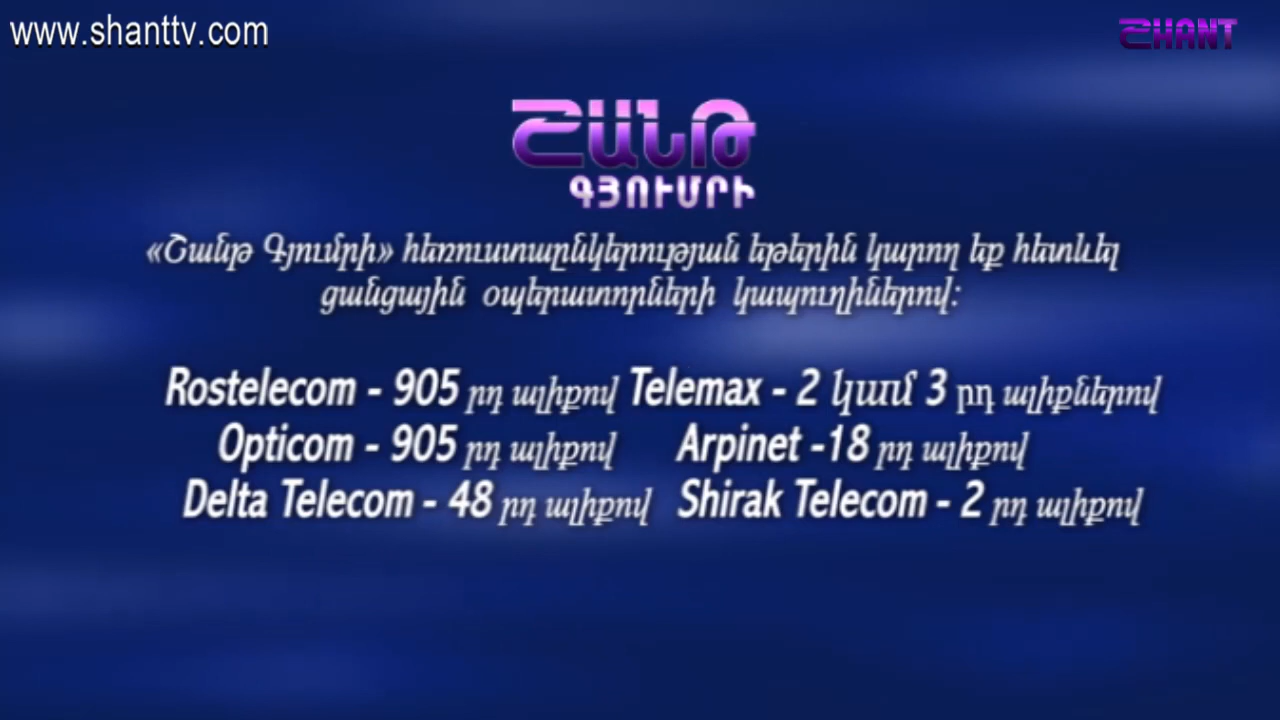 www.shanttv.com
SHANT
ՇԱՆԹ
ԳՅՈՒՄՐԻ
«Շանթ Գյումրի» հեռուստաընկերության եթերին կարող եք հետևել
ցանցային օպերատորների կապուղիներով:
Rostelecom - 905 րդ ալիքով Telemax - 2 կամ 3 րդ ալիքներով
Opticom - 905 րդ ալիքով Arpinet -18 րդ ալիքով
Delta Telecom - 48 րդ ալիքով Shirak Telecom - 2 րդ ալիքով